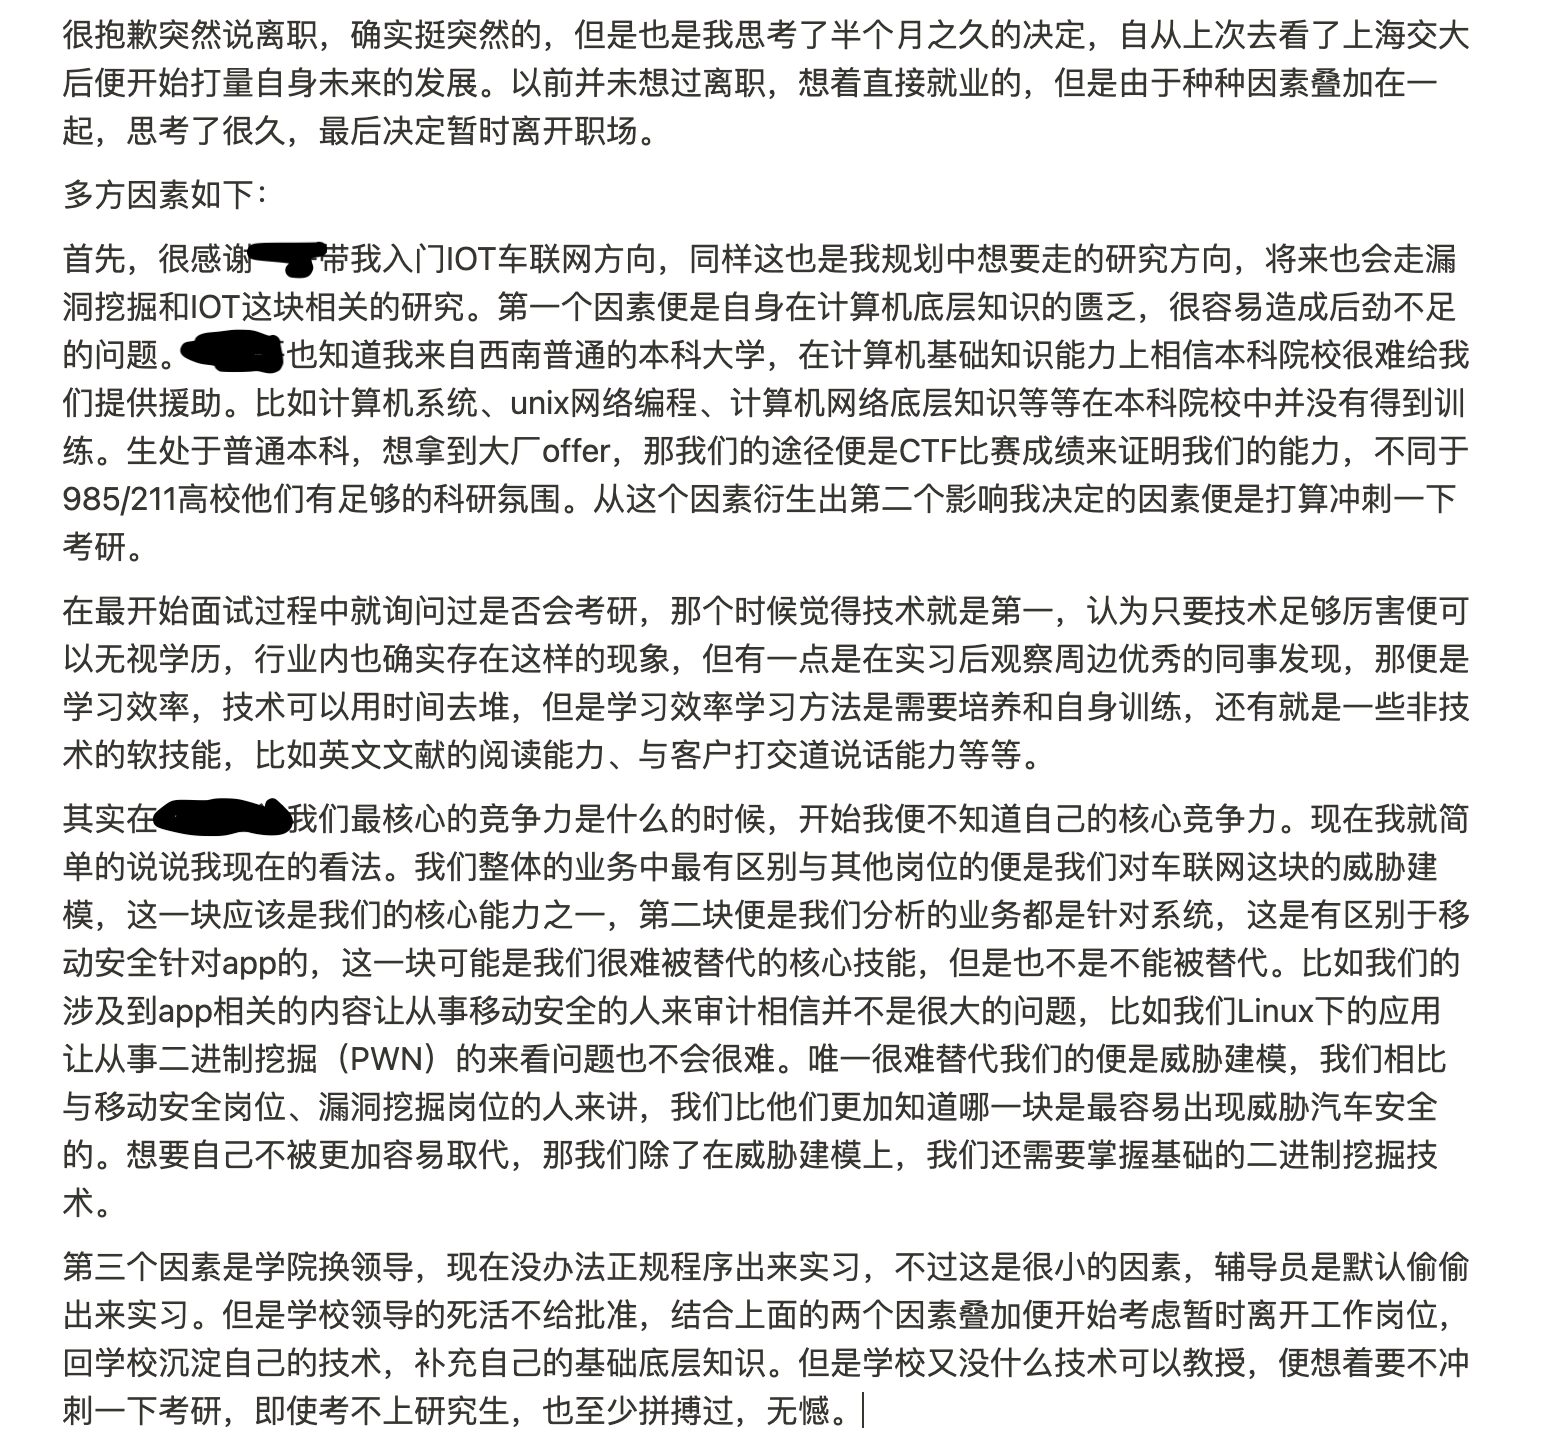 很抱歉突然说离职，确实挺突然的，但是也是我思考了半个月之久的决定，自从上次去看了上海交大
后便开始打量自身未来的发展。以前并未想过离职，想着直接就业的，但是由于种种因素叠加在一
起，思考了很久，最后决定暂时离开职场。
多方因素如下：
首先，很感谢带我入门IOT车联网方向，同样这也是我规划中想要走的研究方向，将来也会走漏
洞挖掘和IOT这块相关的研究。第一个因素便是自身在计算机底层知识的匮乏，很容易造成后劲不足
的问题。也知道我来自西南普通的本科大学，在计算机基础知识能力上相信本科院校很难给我
们提供援助。比如计算机系统、unix网络编程、计算机网络底层知识等等在本科院校中并没有得到训
练。生处于普通本科，想拿到大厂offer，那我们的途径便是CTF比赛成绩来证明我们的能力，不同于
985/211高校他们有足够的科研氛围。从这个因素衍生出第二个影响我决定的因素便是打算冲刺一下
考研。
在最开始面试过程中就询问过是否会考研，那个时候觉得技术就是第一，认为只要技术足够厉害便可
以无视学历，行业内也确实存在这样的现象，但有一点是在实习后观察周边优秀的同事发现，那便是
学习效率，技术可以用时间去堆，但是学习效率学习方法是需要培养和自身训练，还有就是一些非技
术的软技能，比如英文文献的阅读能力、与客户打交道说话能力等等。
其实在我们最核心的竞争力是什么的时候，开始我便不知道自己的核心竞争力。现在我就简
单的说说我现在的看法。我们整体的业务中最有区别与其他岗位的便是我们对车联网这块的威胁建
模，这一块应该是我们的核心能力之一，第二块便是我们分析的业务都是针对系统，这是有区别于移
动安全针对app的，这一块可能是我们很难被替代的核心技能，但是也不是不能被替代。比如我们的
涉及到app相关的内容让从事移动安全的人来审计相信并不是很大的问题，比如我们Linux下的应用
让从事二进制挖掘（PWN）的来看问题也不会很难。唯一很难替代我们的便是威胁建模，我们相比
与移动安全岗位、漏洞挖掘岗位的人来讲，我们比他们更加知道哪一块是最容易出现威胁汽车安全
的。想要自己不被更加容易取代，那我们除了在威胁建模上，我们还需要掌握基础的二进制挖掘技
术。
第三个因素是学院换领导，现在没办法正规程序出来实习，不过这是很小的因素，辅导员是默认偷偷
出来实习。但是学校领导的死活不给批准，结合上面的两个因素叠加便开始考虑暂时离开工作岗位，
回学校沉淀自己的技术，补充自己的基础底层知识。但是学校又没什么技术可以教授，便想着要不冲
刺一下考研，即使考不上研究生，也至少拼搏过，无憾。